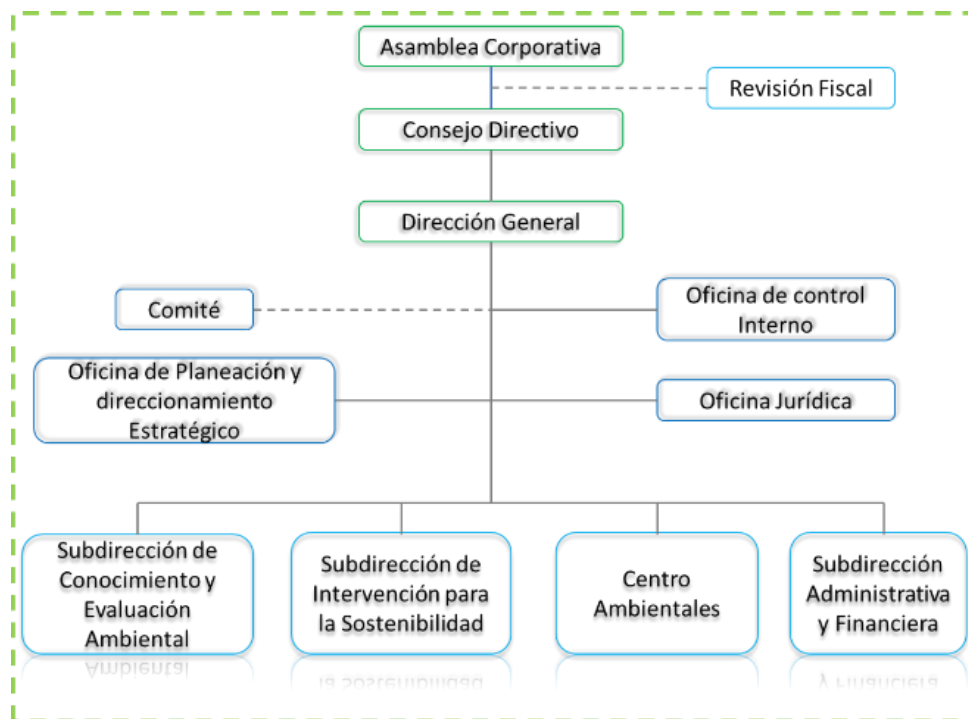 Asamblea Corporativa
Revisión Fiscal
Consejo Directivo
Dirección General
Comité
Oficina de control
Interno
Oficina de Planeación y
direccionamiento
Estratégico
Oficina Jurídica
Subdirección de
Conocimiento y
Evaluación
Ambiental
Subdirección de
Intervención para
la Sostenibilidad
Centro
Ambientales
Subdirección
Administrativa
y Financiera